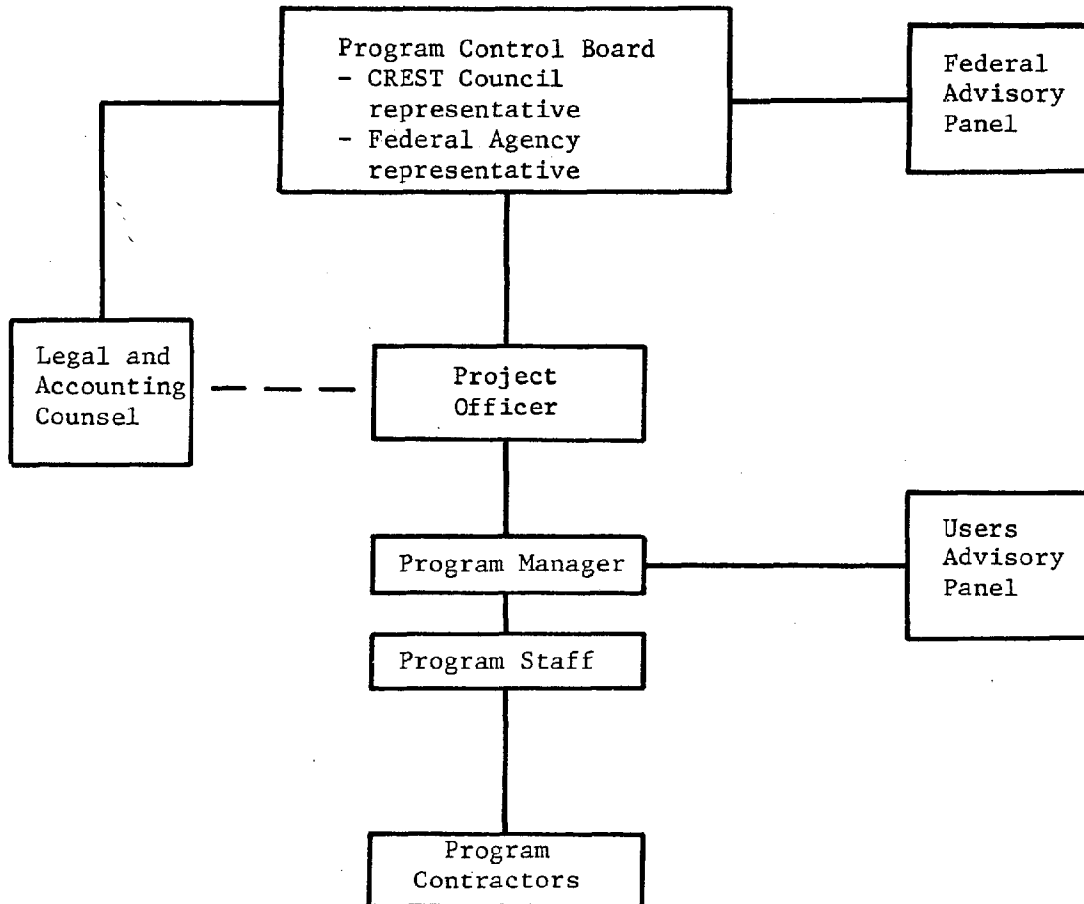 Program Control Board
- CREST Council
representative
- Federal Agency
representative
Federal
Advisory
Panel
Legal and
Accounting
Counsel
Project
Officer
Program Manager
Users
Advisory
Panel
Program Staff
Program
Contractors